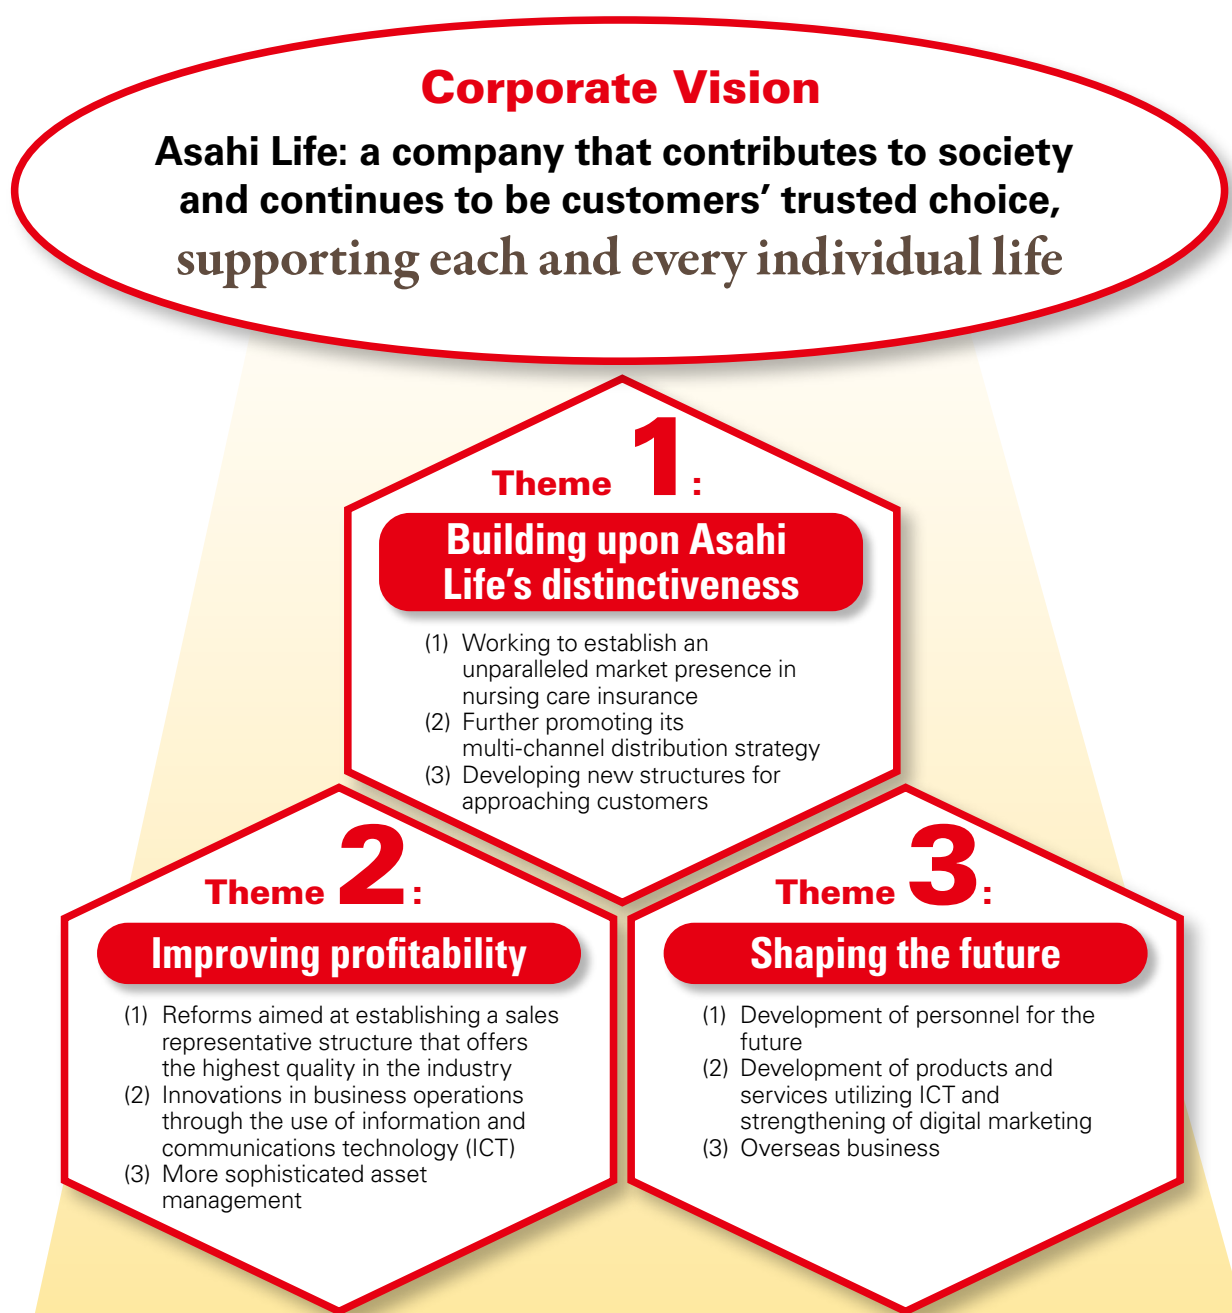 Corporate Vision
Asahi Life: a company that contributes to society
and continues to be customers’ trusted choice,
supporting each and every individual life
Theme 1:
Building upon Asahi
Life’s distinctiveness
(1) Working to establish an
unparalleled market presence in
nursing care insurance
(2) Further promoting its
multi-channel distribution strategy
(3) Developing new structures for
approaching customers
Theme 2:
Improving profitability
(1) Reforms aimed at establishing a sales
representative structure that offers
the highest quality in the industry
(2) Innovations in business operations
through the use of information and
communications technology (ICT)
(3) More sophisticated asset
management
Theme 3:
Shaping the future
(1) Development of personnel for the
future
(2) Development of products and
services utilizing ICT and
strengthening of digital marketing
(3) Overseas business